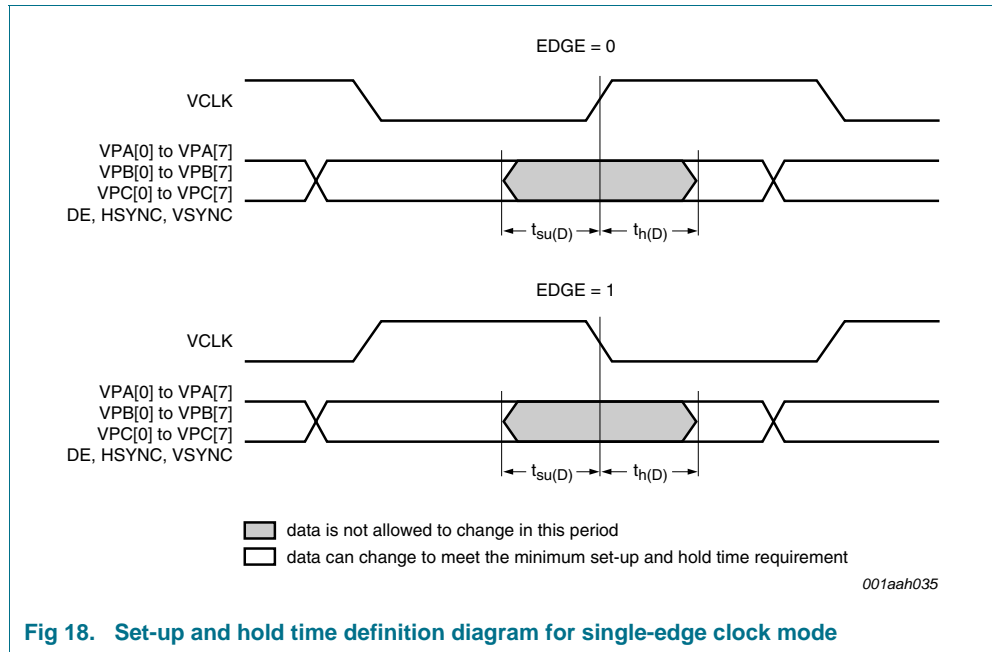 EDGE = 0
VCLK
VPA[0] to VPA[7]
VPB[0] to VPB[7]
VPC[0] to VPC[7]
DE, HSYNC, VSYNC
tsu(D)
th(D)
EDGE = 1
VCLK
VPA[0] to VPA[7]
VPB[0] to VPB[7]
VPC[0] to VPC[7]
DE, HSYNC, VSYNC
tsu(D)
th(D)
data is not allowed to change in this period
data can change to meet the minimum set-up and hold time requirement
001aah035
Fig 18. Set-up and hold time definition diagram for single-edge clock mode